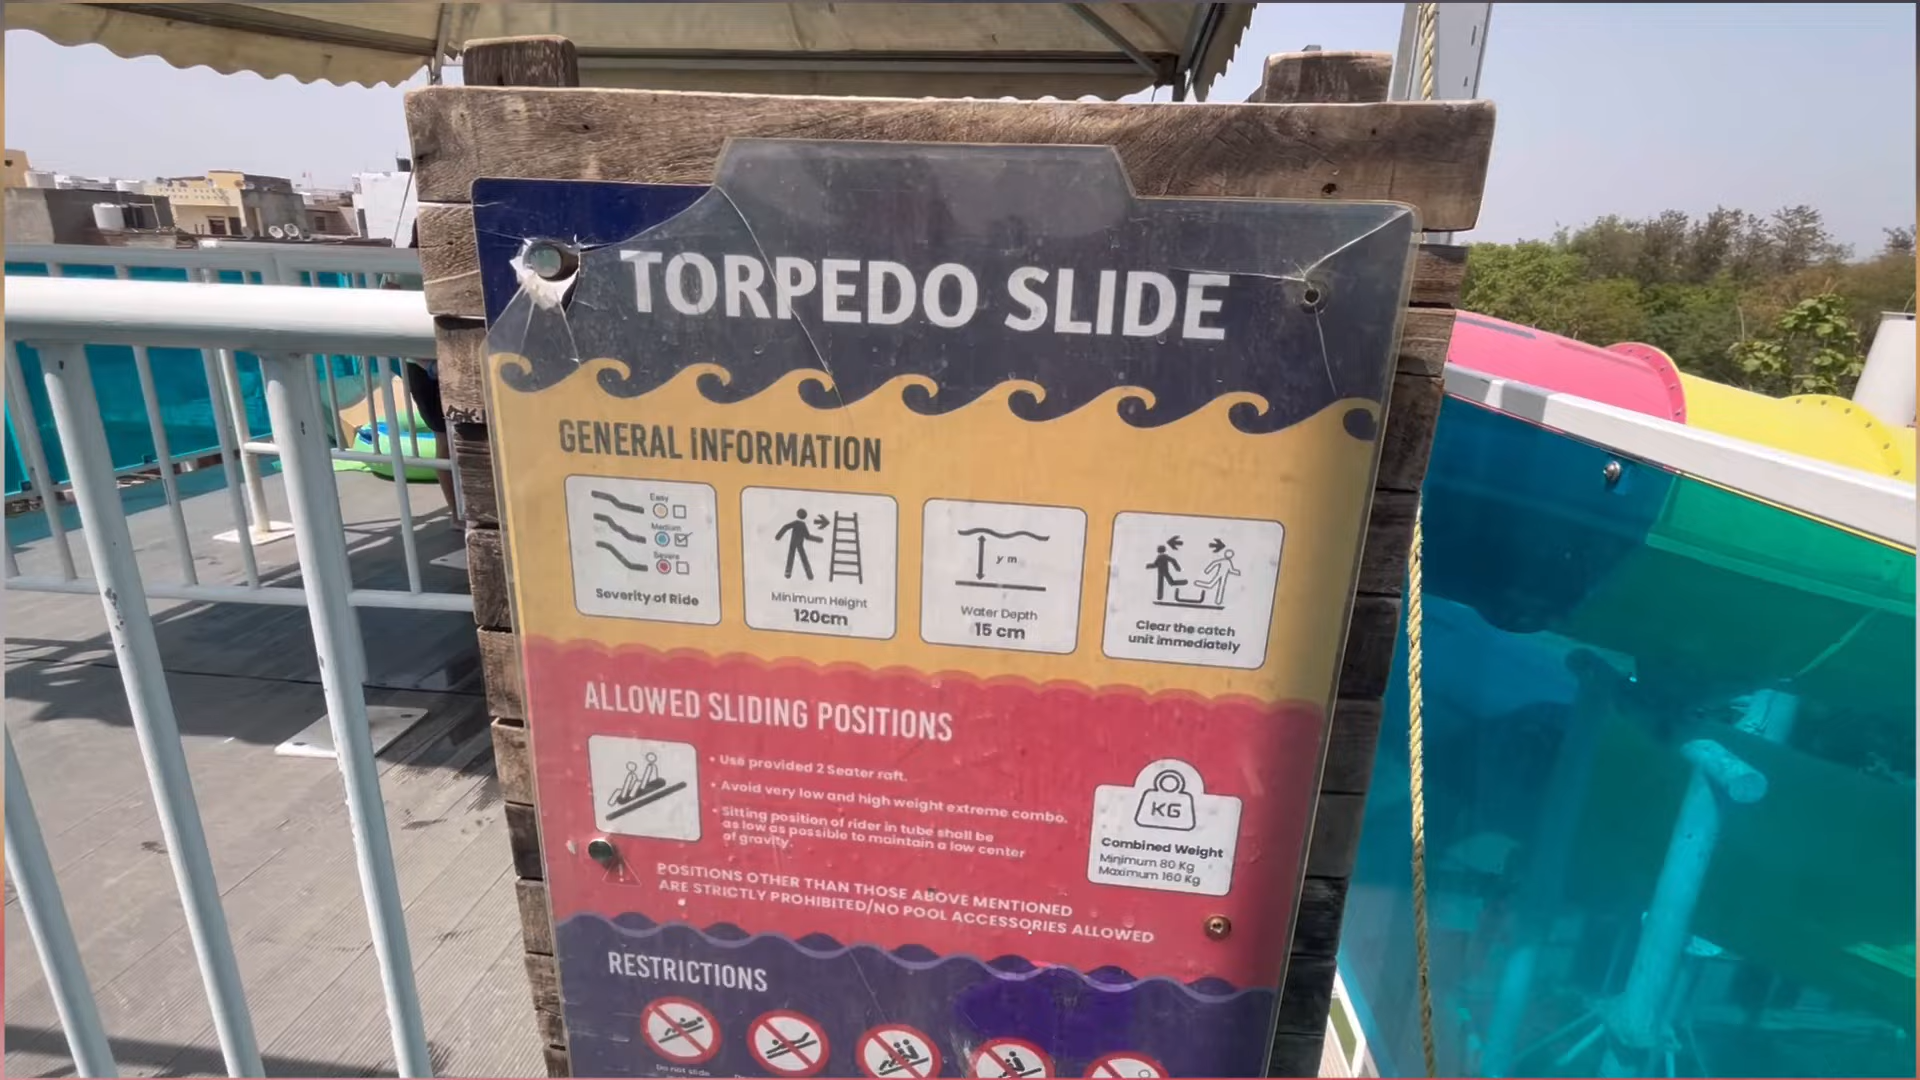 TORPEDO SLIDE
GENERAL INFORMATION
Easy
Medium
Severe
Severity of Ride
Minimum Height
120cm
y m
Water Depth
15 cm
Clear the catch
unit immediately
ALLOWED SLIDING POSITIONS
• Use provided 2 Seater raft.
• Avoid very low and high weight extreme combo.
• Sitting position of rider in tube shall be
as low as possible to maintain a low center
of gravity.
KG
Combined Weight
Minimum 80 Kg
Maximum 160 Kg
POSITIONS OTHER THAN THOSE ABOVE MENTIONED
ARE STRICTLY PROHIBITED/NO POOL ACCESSORIES ALLOWED
RESTRICTIONS
Do not slide